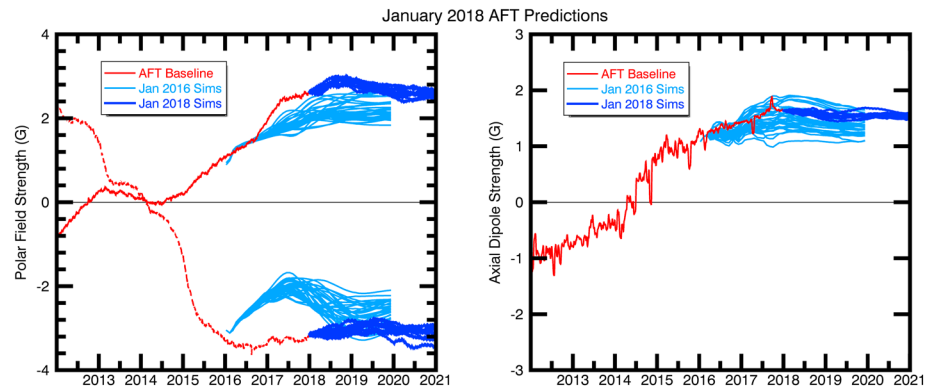 January 2018 AFT Predictions
4
2
0
-2
-4
Polar Field Strength (G)
AFT Baseline
Jan 2016 Sims
Jan 2018 Sims
2013 2014 2015 2016 2017 2018 2019 2020 2021
3
2
1
0
-1
-2
-3
Axial Dipole Strength (G)
AFT Baseline
Jan 2016 Sims
Jan 2018 Sims
2013 2014 2015 2016 2017 2018 2019 2020 2021